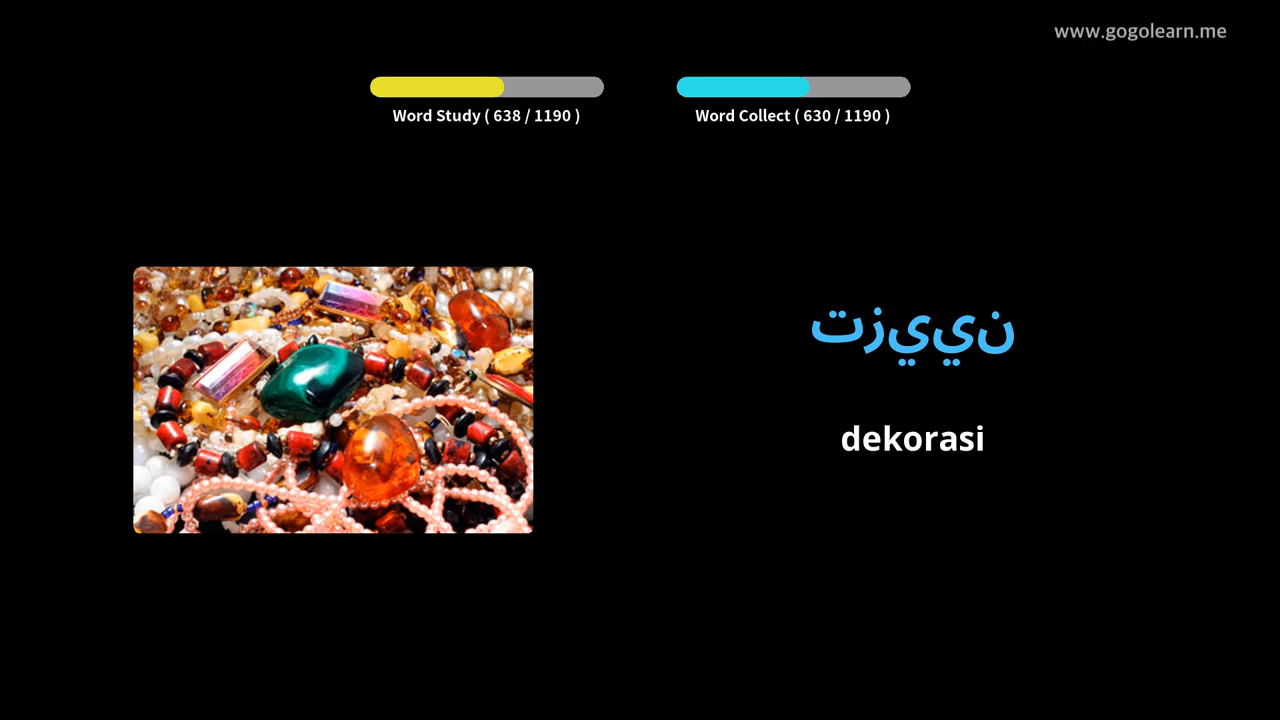 www.gogolearn.me
Word Study ( 638 / 1190 )
Word Collect ( 630 / 1190 )
تزيين
dekorasi